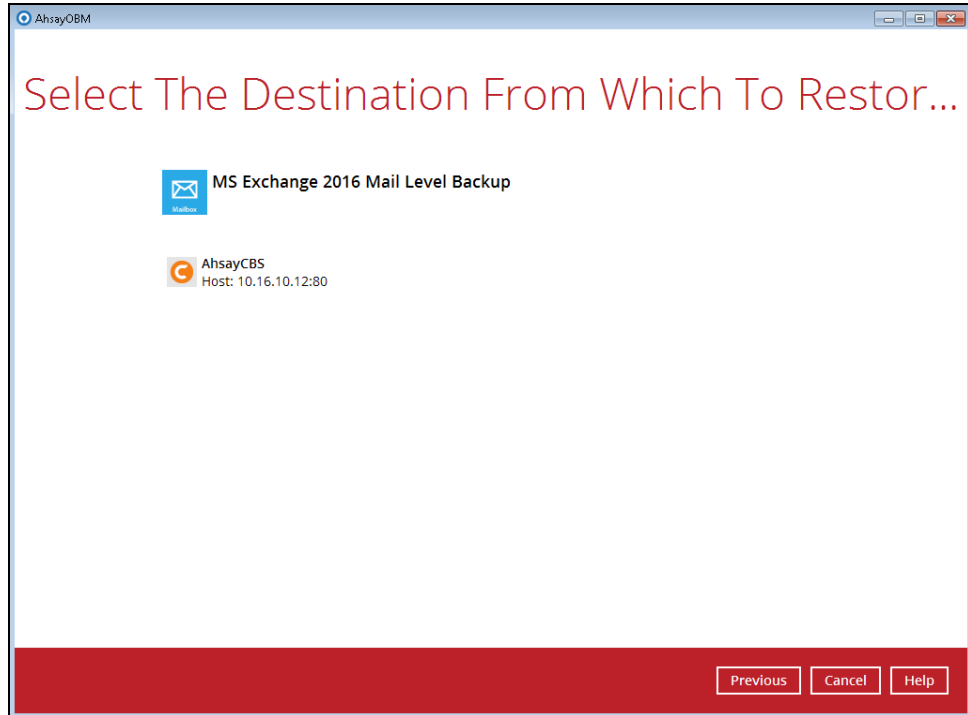 AhsayOBM
Select The Destination From Which To Restor...
MS Exchange 2016 Mail Level Backup
Mailbox
AhsayCBS
Host: 10.16.10.12:80
Previous
Cancel
Help